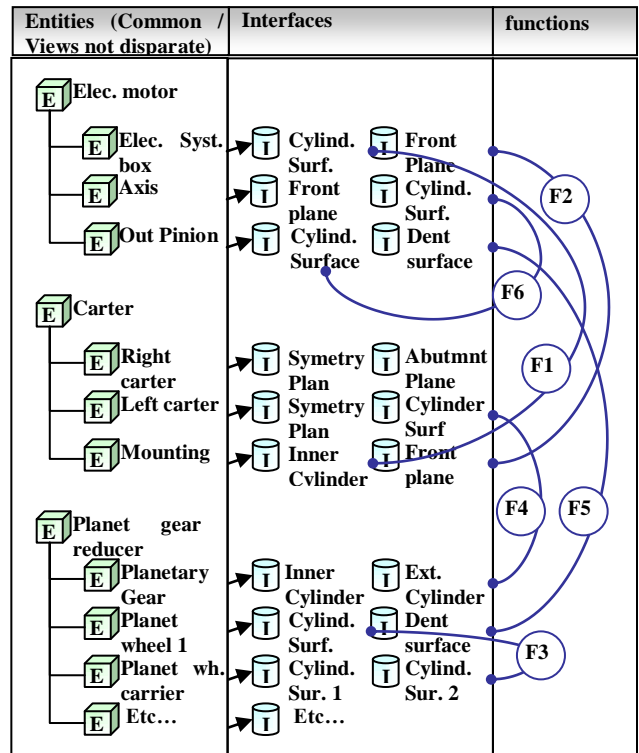 Entities (Common / Interfaces functions
Views not disparate)
E Elec. motor
E Elec. Syst. I Cylind. I Front
box Surf. Plane
F2
E Axis I Front I Cylind.
plane Surf.
E Out Pinion I Cylind. I Dent
Surface surface
F6
E Carter
F1
E Right I Symetry I Abutmnt
carter Plan Plane
E Left carter I Symetry I Cylinder
Plan Surf
E Mounting I Inner I Front
Cylinder plane
F4 F5
E Planet gear
reducer
E Planetary I Inner I Ext.
Gear Cylinder Cylinder
E Planet I Cylind. I Dent
wheel 1 Surf. surface
F3
E Planet wh. I Cylind. I Cylind.
carrier Sur. 1 Sur. 2
E Etc… I Etc…